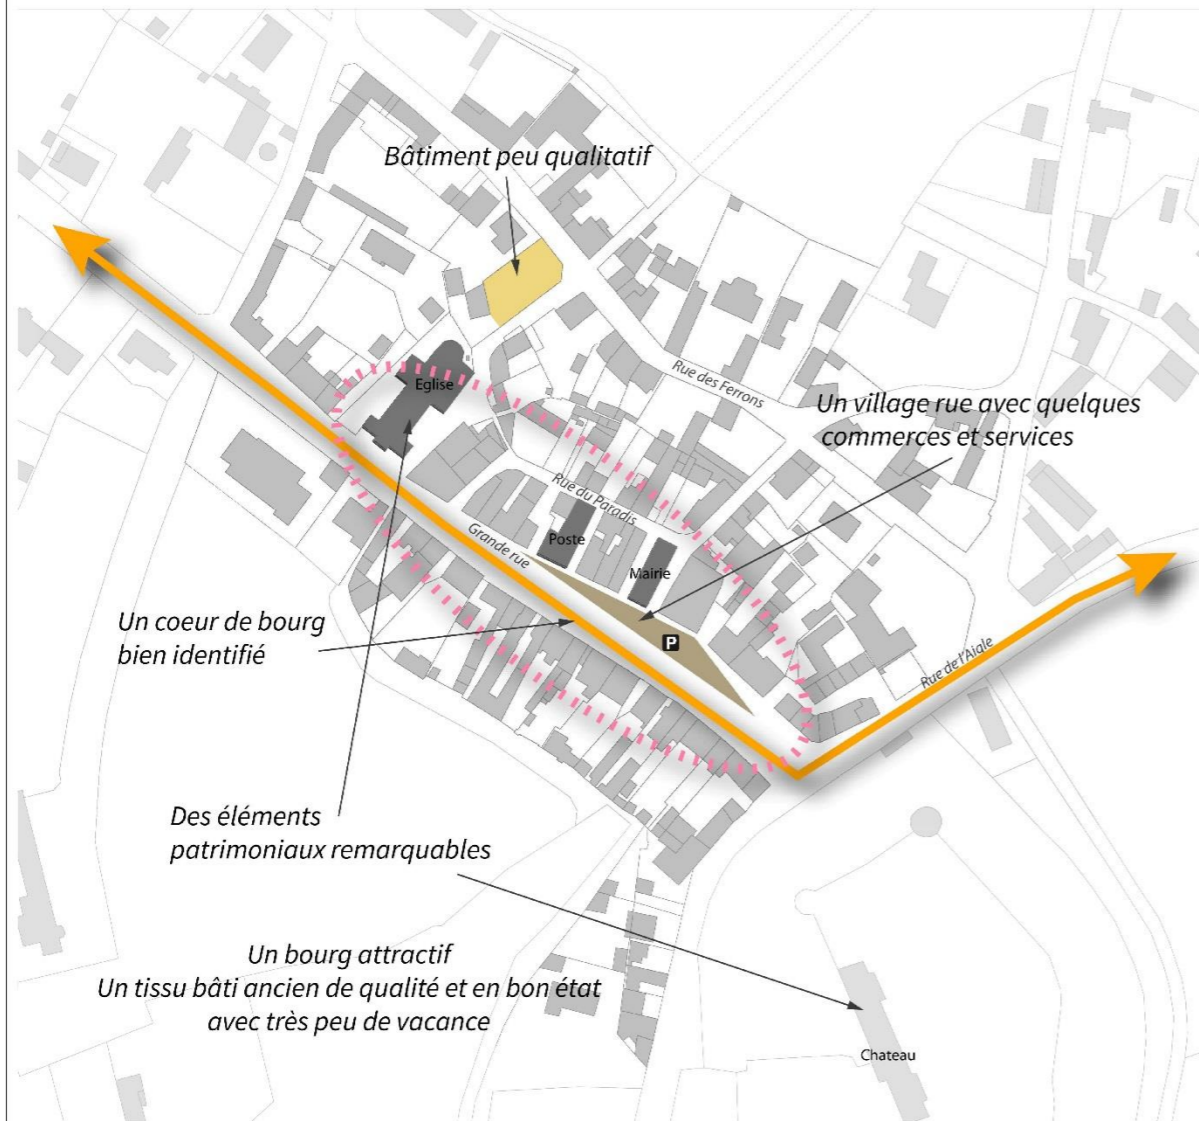 Bâtiment peu qualitatif
Eglise
Rue des Ferrons
Un village rue avec quelques
commerces et services
Rue du Paradis
Grande rue
Poste
Mairie
P
Un coeur de bourg
bien identifié
Rue de l'Aigle
Des éléments
patrimoniaux remarquables
Un bourg attractif
Un tissu bâti ancien de qualité et en bon état
avec très peu de vacance
Chateau